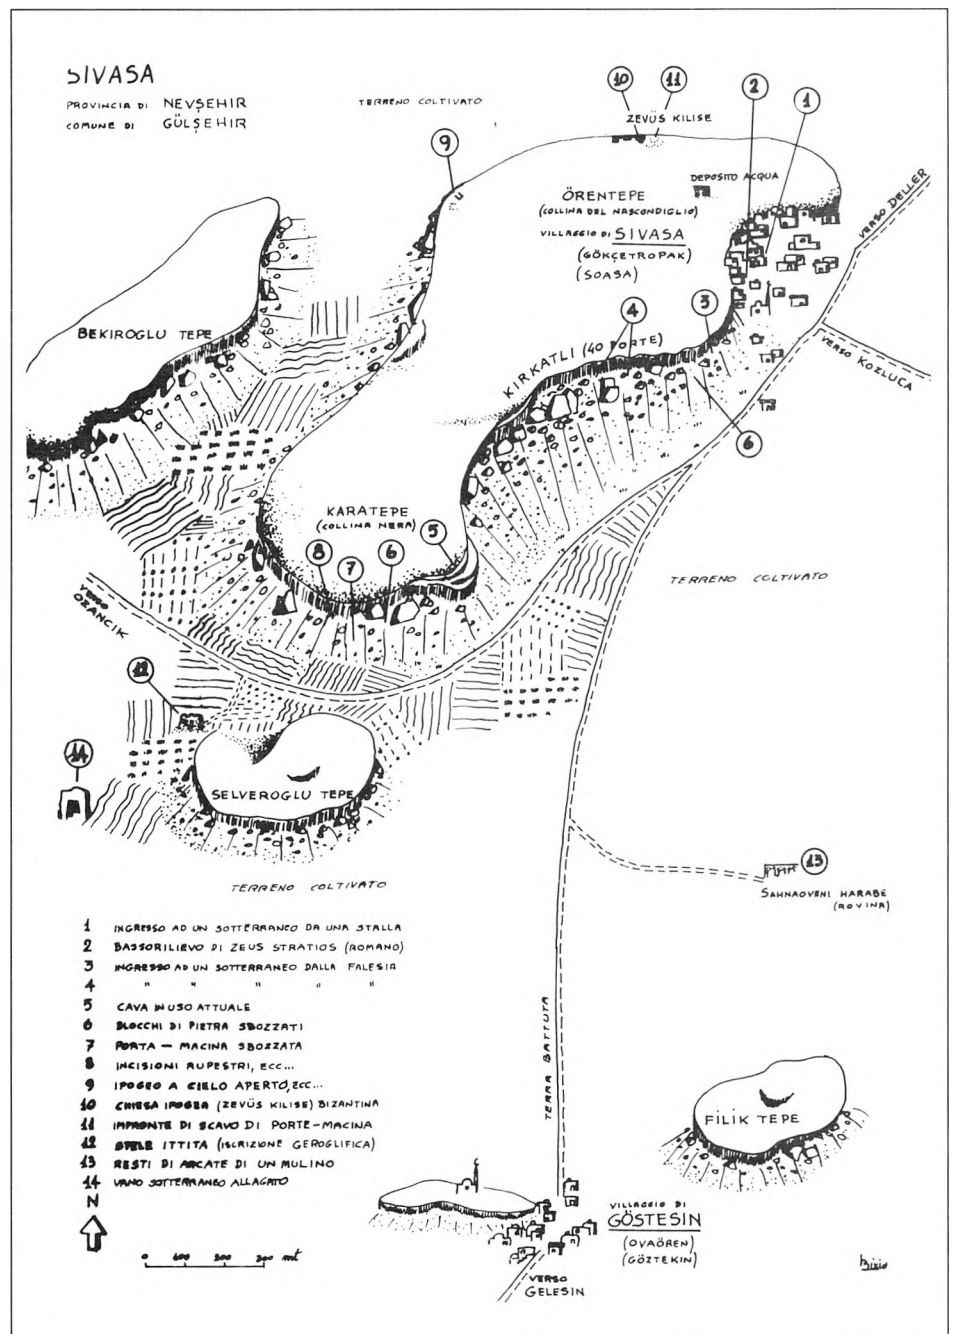 SIVASA
PROVINCIA DI NEVŞEHIR
COMUNE DI GÜLŞEHIR
TERRENO COLTIVATO
10
11
2
1
ZEVÜS KILISE
9
DEPOSITO ACQUA
ÖRENTEPE
(COLLINA DEL NASCONDIGLIO)
VILLAGGIO DI SIVASA
(GÖKÇETROPAK)
(SOASA)
VERSO DELLER
BEKIROGLU TEPE
4
3
KIRKATLI (40 PORTE)
VERSO KOZLUCA
6
KARATEPE
(COLLINA NERA)
8
7
6
5
TERRENO COLTIVATO
VERSO
OZANCIK
12
14
SELVEROGLU TEPE
13
SAHNAOVENI HARABE
(ROVINA)
TERRENO COLTIVATO
1 INGRESSO AD UN SOTTERRANEO DA UNA STALLA
2 BASSORILIEVO DI ZEUS STRATIOS (ROMANO)
3 INGRESSO AD UN SOTTERRANEO DALLA FALESIA
4 " " " " "
5 CAVA IN USO ATTUALE
6 BLOCCHI DI PIETRA SBOZZATI
7 PORTA - MACINA SBOZZATA
8 INCISIONI RUPESTRI, ECC...
9 IPOGEO A CIELO APERTO, ECC...
10 CHIESA IPOGEA (ZEVÜS KILISE) BIZANTINA
11 IMPRONTE DI SCAVO DI PORTE-MACINA
12 STELE ITTITA (ISCRIZIONE GEROGLIFICA)
13 RESTI DI ARCATE DI UN MULINO
14 VANO SOTTERRANEO ALLAGATO
N
0 100 200 300 mt
TERRA BATTUTA
FILIK TEPE
VILLAGGIO DI
GÖSTESIN
(OVAÖREN)
(GÖZTEKIN)
VERSO
GELESIN